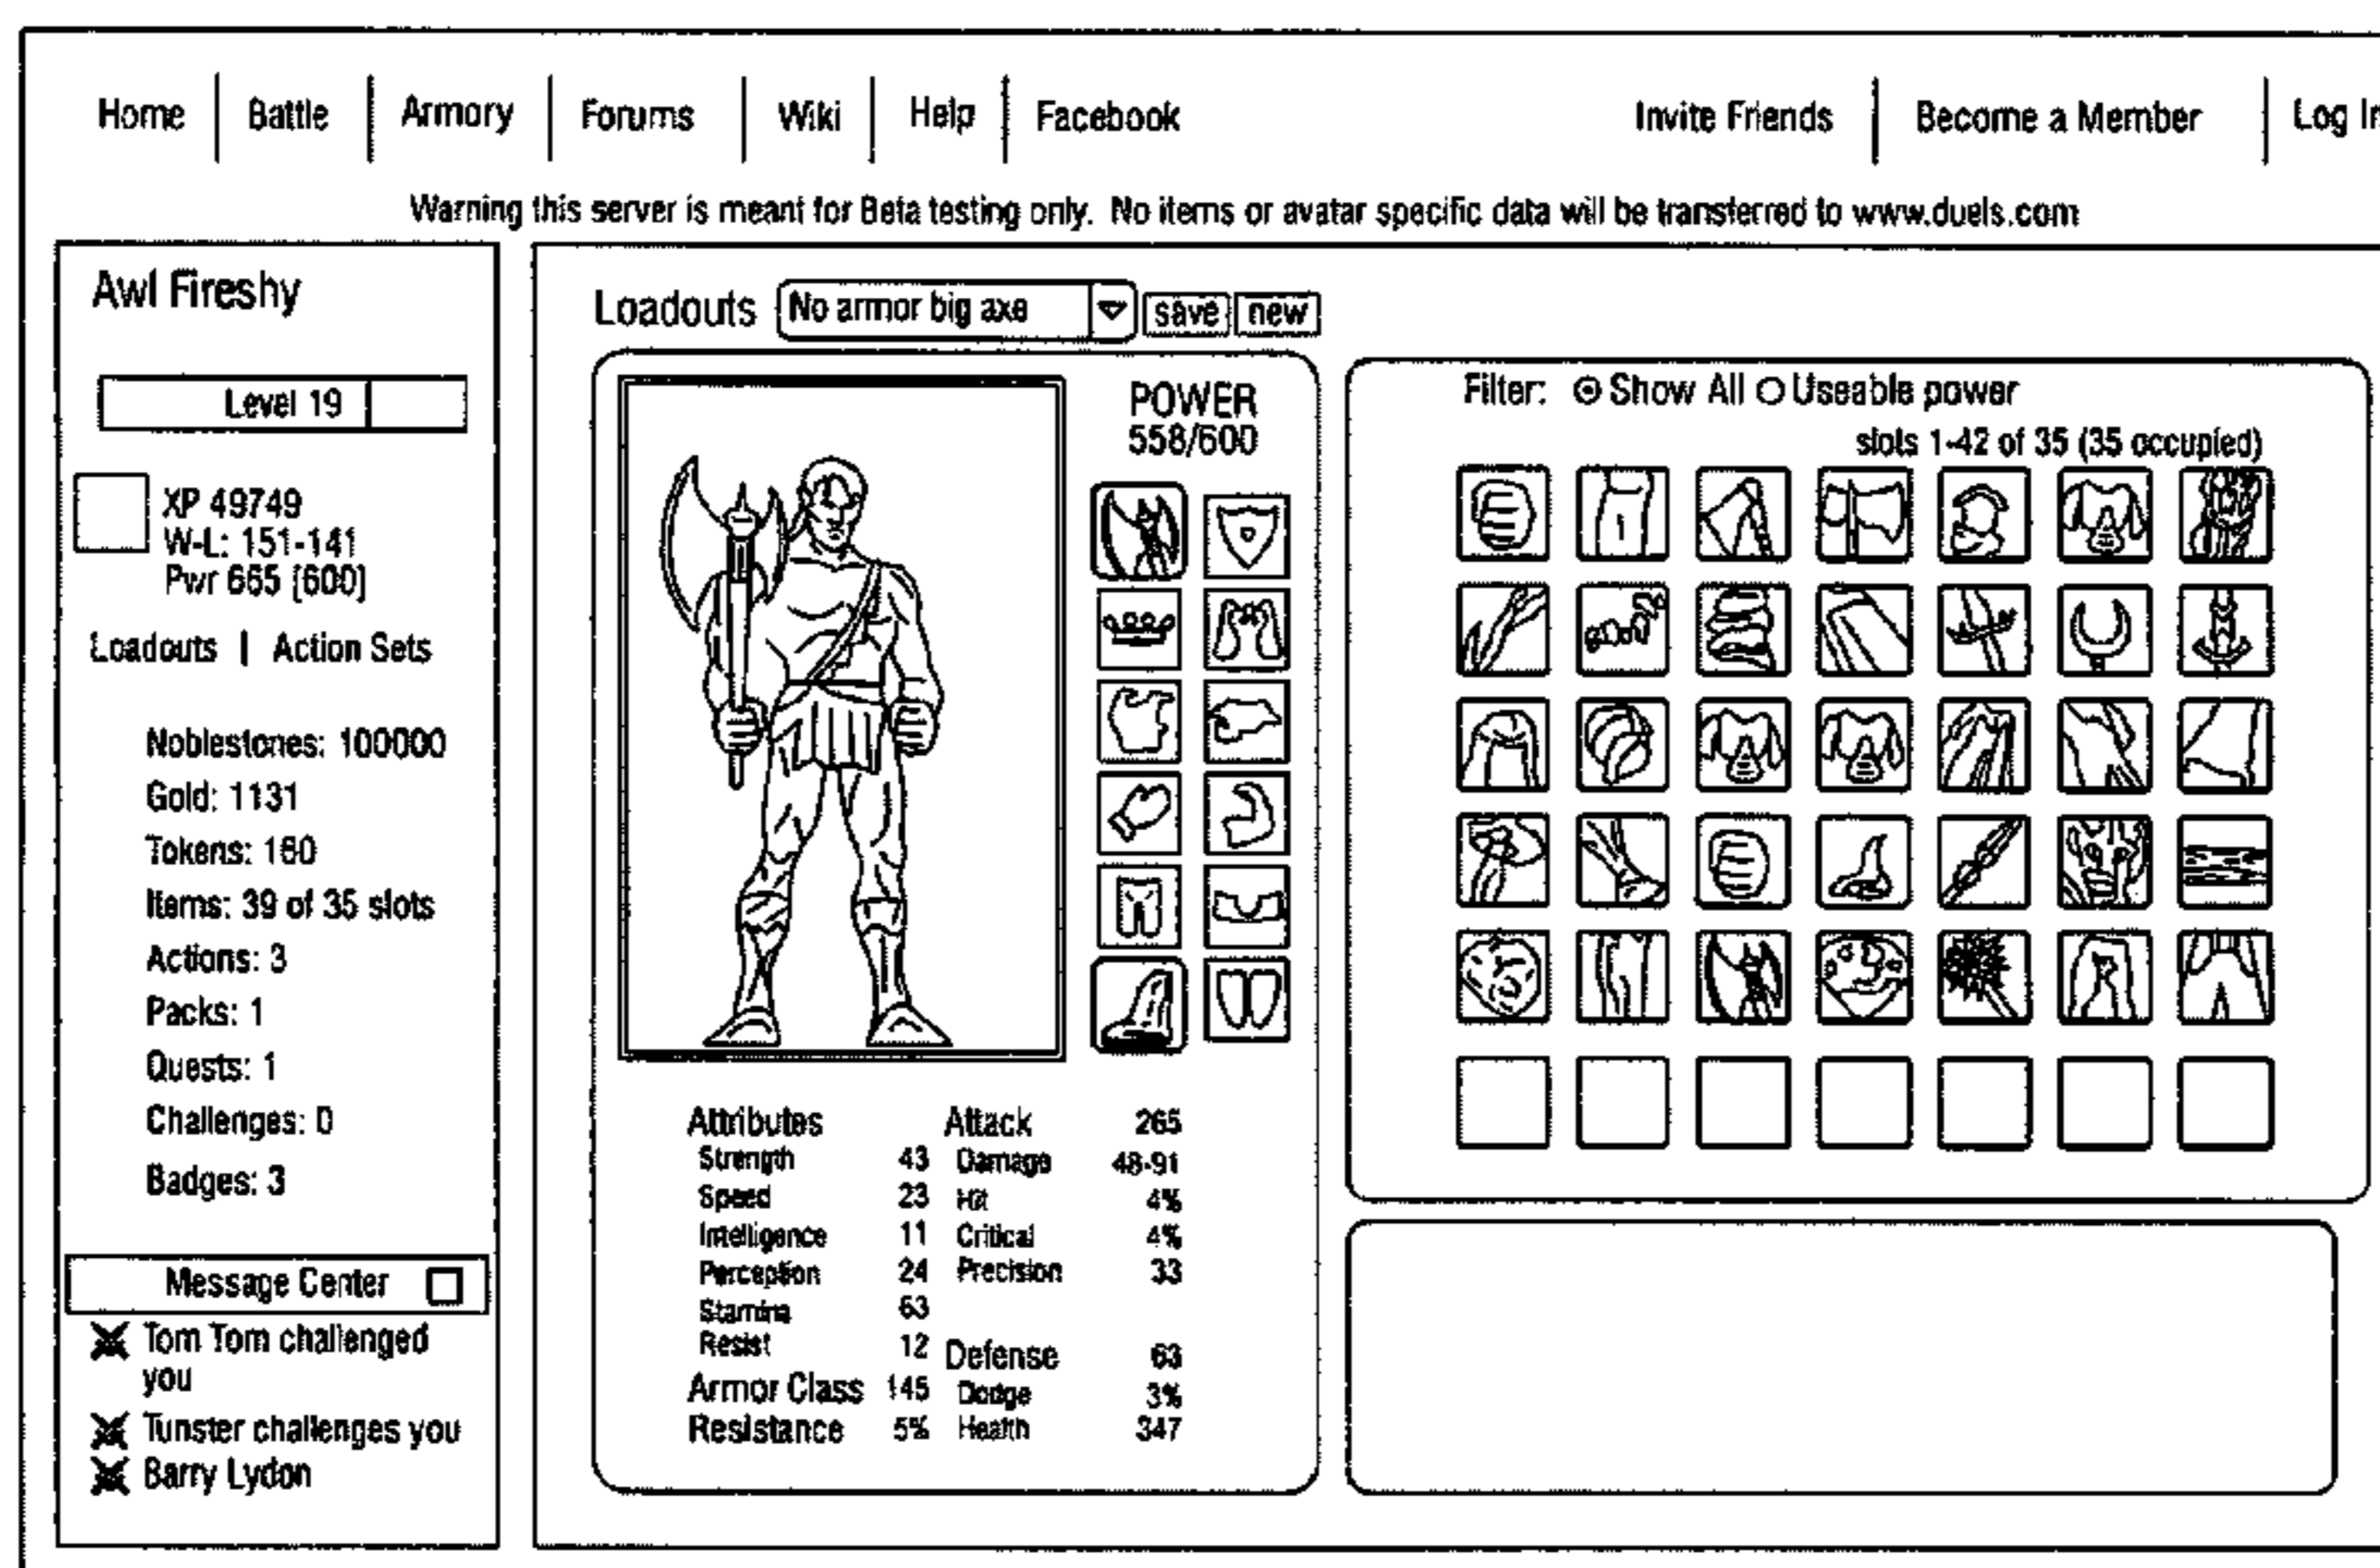 Home Battle Armory Forums Wiki Help Facebook Invite Friends Become a Member Log In
Warning this server is meant for Beta testing only. No items or avatar specific data will be transferred to www.duels.com
Awl Fireshy
Level 19
XP 49749
W-L: 151-141
Pwr 665 [600]
Loadouts | Action Sets
Noblestones: 100000
Gold: 1131
Tokens: 160
Items: 39 of 35 slots
Actions: 3
Packs: 1
Quests: 1
Challenges: 0
Badges: 3
Message Center
Tom Tom challenged
you
Tunster challenges you
Barry Lydon
Loadouts No armor big axe save new
POWER
558/600
Attributes
Strength 43
Speed 23
Intelligence 11
Perception 24
Stamina
Resist 12
Armor Class 145
Resistance 5%
Attack 265
Damage 48-91
Hit 4%
Critical 4%
Precision 33
Defense 63
Dodge 3%
Health 347
Filter: Show All Useable power
slots 1-42 of 35 (35 occupied)